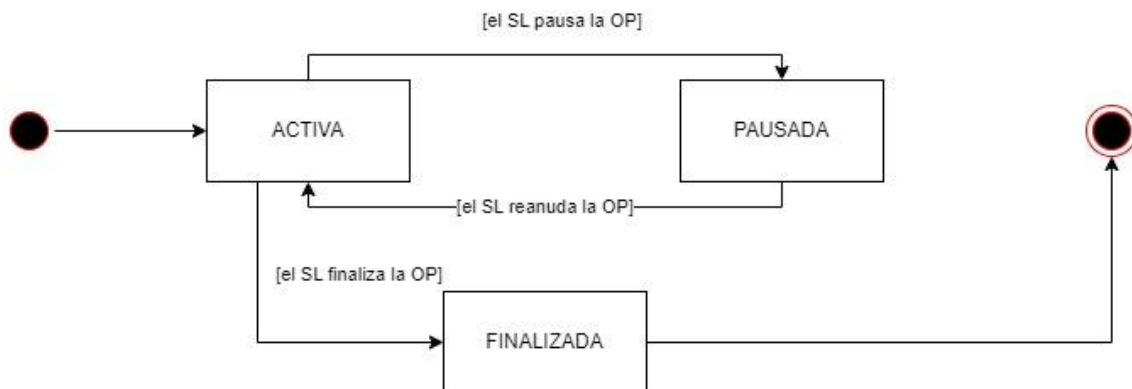 [el SL pausa la OP]
ACTIVA
PAUSADA
[el SL reanuda la OP]
[el SL finaliza la OP]
FINALIZADA